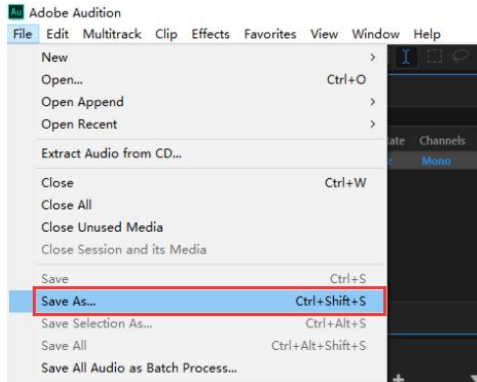 Au Adobe Audition
File Edit Multitrack Clip Effects Favorites View Window Help
New >
Open... Ctrl+O
Open Append >
Open Recent >
Extract Audio from CD...
Channels
Mono
Close Ctrl+W
Close All
Close Unused Media
Close Session and its Media
Save Ctrl+S
Save As... Ctrl+Shift+S
Save Selection As... Ctrl+Alt+S
Save All Ctrl+Alt+Shift+S
Save All Audio as Batch Process...